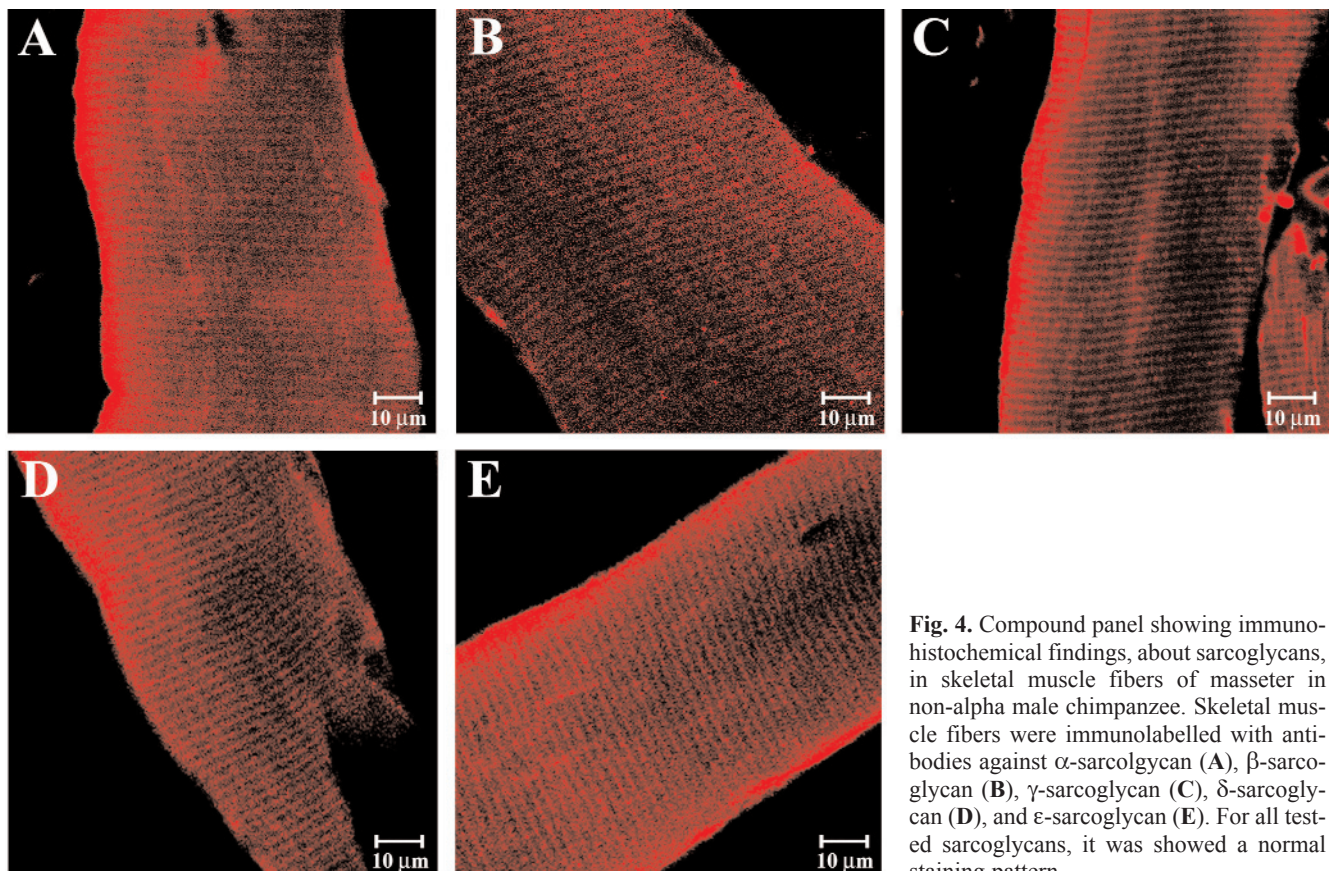 A
10 µm
B
10 µm
C
10 µm
D
10 µm
E
10 µm
Fig. 4. Compound panel showing immuno-
histochemical findings, about sarcoglycans,
in skeletal muscle fibers of masseter in
non-alpha male chimpanzee. Skeletal mus-
cle fibers were immunolabelled with anti-
bodies against α-sarcolgycan (A), β-sarco-
glycan (B), γ-sarcoglycan (C), δ-sarcogly-
can (D), and ε-sarcoglycan (E). For all test-
ed sarcoglycans, it was showed a normal
staining pattern